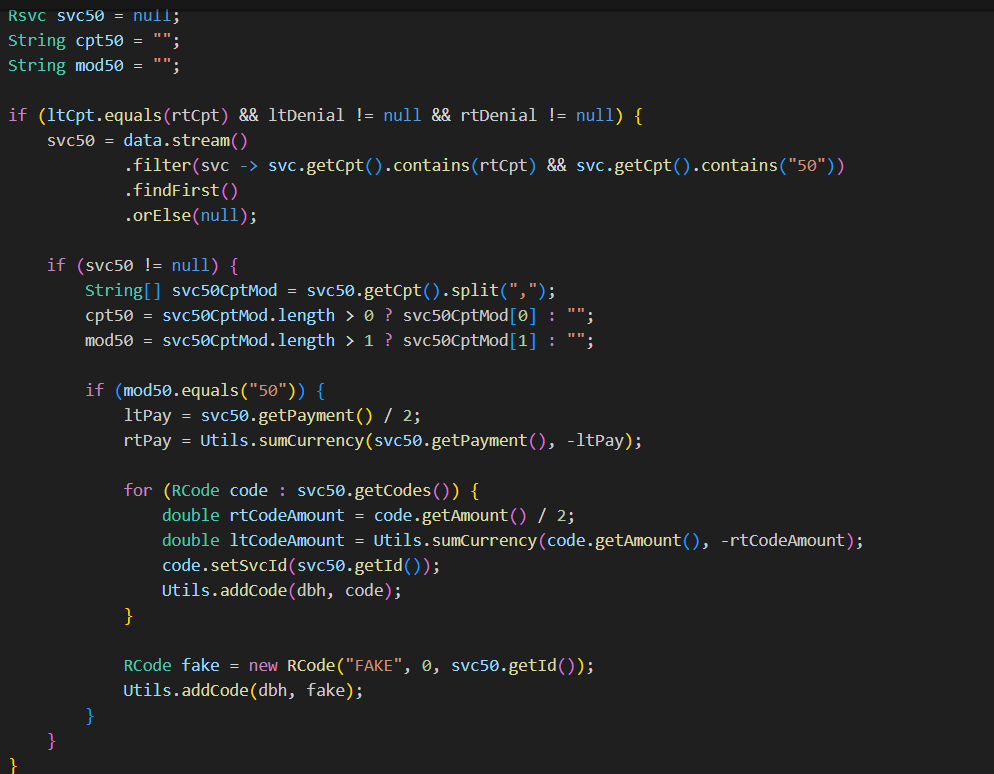 Rsvc svc50 = null;
String cpt50 = "";
String mod50 = "";
if (ltCpt.equals(rtCpt) && ltDenial != null && rtDenial != null) {
svc50 = data.stream()
.filter(svc -> svc.getCpt().contains(rtCpt) && svc.getCpt().contains("50"))
.findFirst()
.orElse(null);
if (svc50 != null) {
String[] svc50CptMod = svc50.getCpt().split(",");
cpt50 = svc50CptMod.length > 0 ? svc50CptMod[0] : "";
mod50 = svc50CptMod.length > 1 ? svc50CptMod[1] : "";
if (mod50.equals("50")) {
ltPay = svc50.getPayment() / 2;
rtPay = Utils.sumCurrency(svc50.getPayment(), -ltPay);
for (RCode code : svc50.getCodes()) {
double rtCodeAmount = code.getAmount() / 2;
double ltCodeAmount = Utils.sumCurrency(code.getAmount(), -rtCodeAmount);
code.setSvcId(svc50.getId());
Utils.addCode(dbh, code);
}
RCode fake = new RCode("FAKE", 0, svc50.getId());
Utils.addCode(dbh, fake);
}
}
}